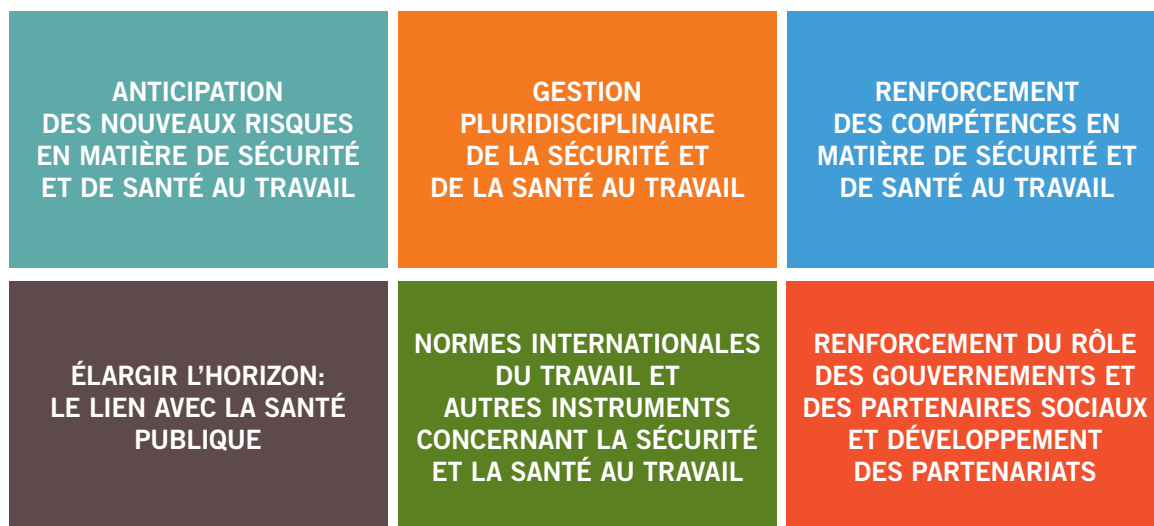 ANTICIPATION
DES NOUVEAUX RISQUES
EN MATIÈRE DE SÉCURITÉ
ET DE SANTÉ AU TRAVAIL
GESTION
PLURIDISCIPLINAIRE
DE LA SÉCURITÉ ET
DE LA SANTÉ AU TRAVAIL
RENFORCEMENT
DES COMPÉTENCES EN
MATIÈRE DE SÉCURITÉ ET
DE SANTÉ AU TRAVAIL
ÉLARGIR L'HORIZON:
LE LIEN AVEC LA SANTÉ
PUBLIQUE
NORMES INTERNATIONALES
DU TRAVAIL ET
AUTRES INSTRUMENTS
CONCERNANT LA SÉCURITÉ
ET LA SANTÉ AU TRAVAIL
RENFORCEMENT DU RÔLE
DES GOUVERNEMENTS ET
DES PARTENAIRES SOCIAUX
ET DÉVELOPPEMENT
DES PARTENARIATS